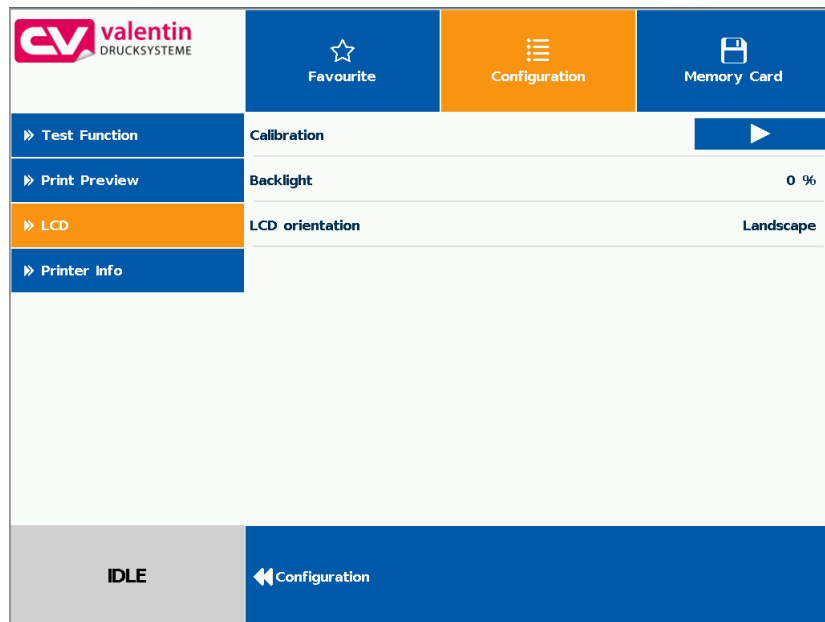 CV valentin
DRUCKSYSTEME
Favourite
Configuration
Memory Card
Test Function
Calibration
Print Preview
Backlight
0 %
LCD
LCD orientation
Landscape
Printer Info
IDLE
Configuration